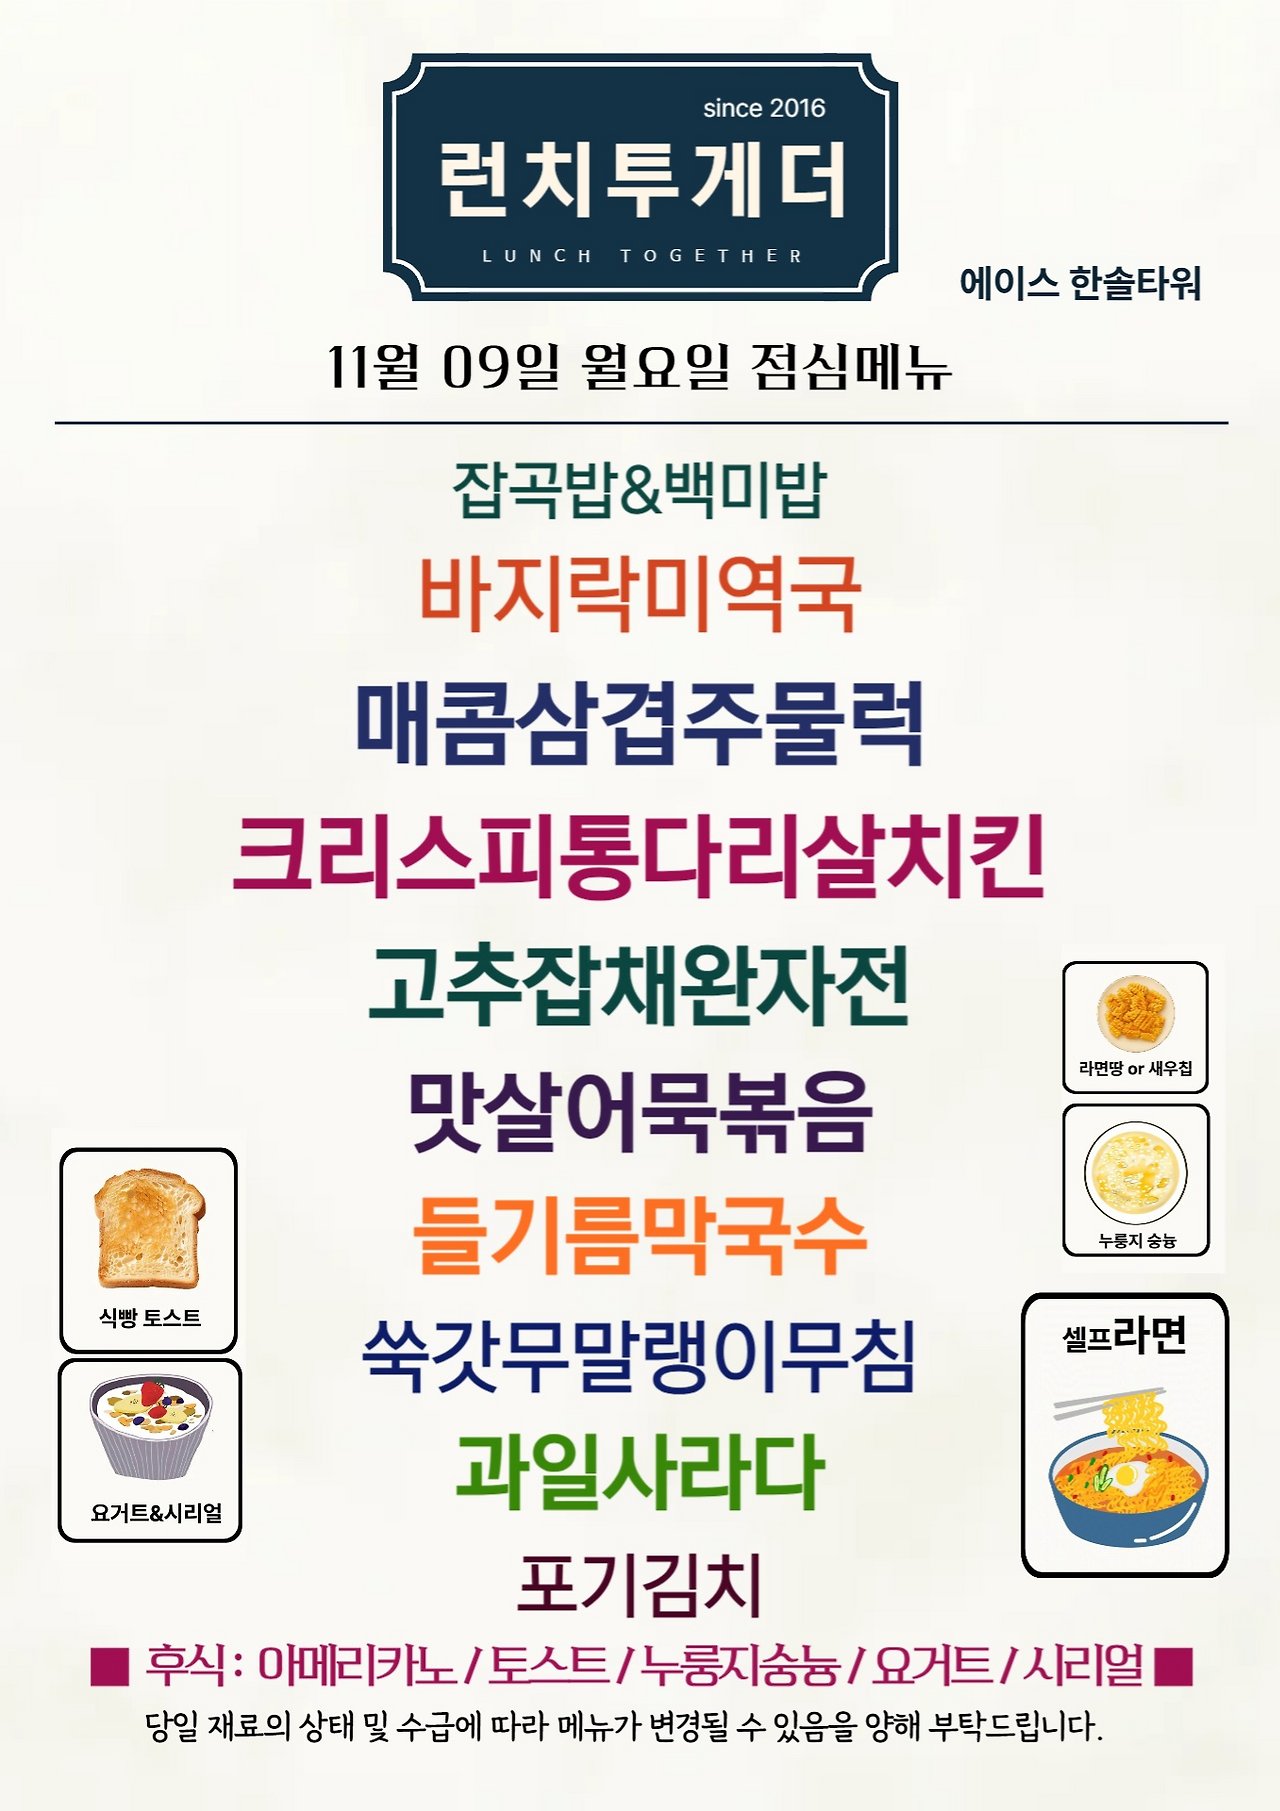 since 2016
런치투게더
LUNCH TOGETHER
에이스 한솔타워
11월 09일 월요일 점심메뉴
잡곡밥&백미밥
바지락미역국
매콤삼겹주물럭
크리스피통다리살치킨
고추잡채완자전
맛살어묵볶음
들기름막국수
쑥갓무말랭이무침
과일사라다
포기김치
라면땅 or 새우칩
누룽지 숭늉
셀프라면
식빵 토스트
요거트&시리얼
■ 후식: 아메리카노 / 토스트 / 누룽지숭늉 / 요거트 / 시리얼 ■
당일 재료의 상태 및 수급에 따라 메뉴가 변경될 수 있음을 양해 부탁드립니다.